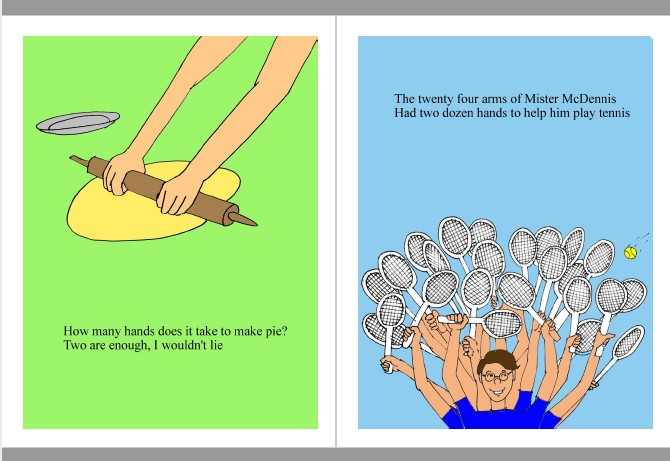 How many hands does it take to make pie?
Two are enough, I wouldn't lie
The twenty four arms of Mister McDennis
Had two dozen hands to help him play tennis